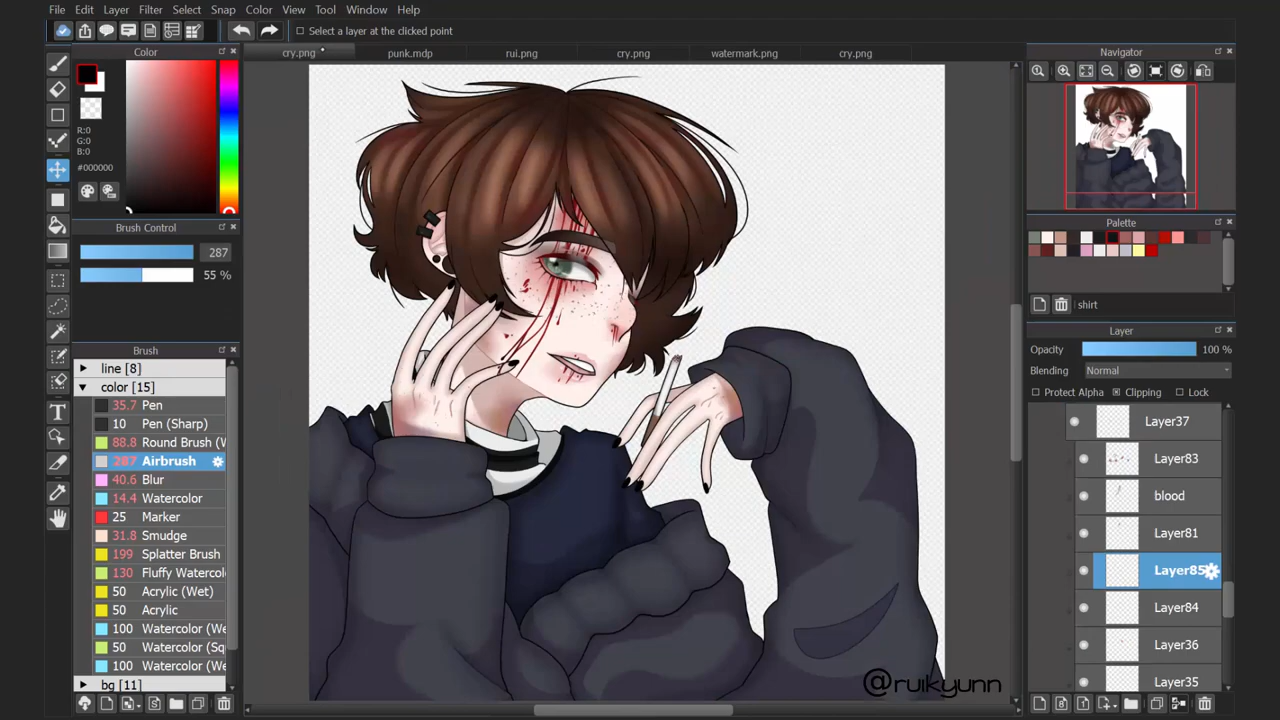 File Edit Layer Filter Select Snap Color View Tool Window Help
Select a layer at the clicked point
Color
cry.png punk.mdp rui.png cry.png watermark.png cry.png
Navigator
R:0
G:0
B:0
#000000
Brush Control
287
55 %
Palette
shirt
Layer
Opacity 100 %
Blending Normal
Protect Alpha Clipping Lock
Brush
line [8]
color [15]
35.7 Pen
10 Pen (Sharp)
88.8 Round Brush (W
287 Airbrush
40.6 Blur
14.4 Watercolor
25 Marker
31.8 Smudge
199 Splatter Brush
130 Fluffy Watercolo
50 Acrylic (Wet)
50 Acrylic
100 Watercolor (We
50 Watercolor (Sq
100 Watercolor (We
bg [11]
Layer37
Layer83
blood
Layer81
Layer85
Layer84
Layer36
Layer35
@ruikyunn